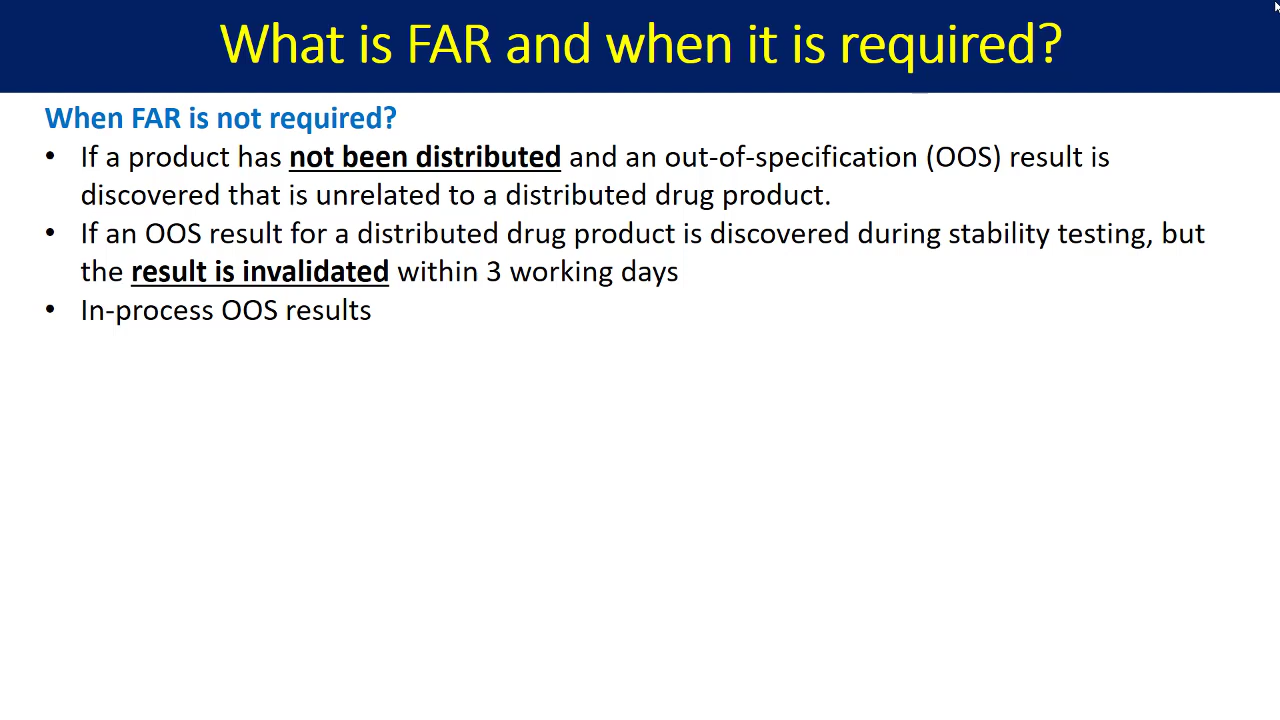 What is FAR and when it is required?
When FAR is not required?
• If a product has not been distributed and an out-of-specification (OOS) result is
discovered that is unrelated to a distributed drug product.
• If an OOS result for a distributed drug product is discovered during stability testing, but
the result is invalidated within 3 working days
• In-process OOS results